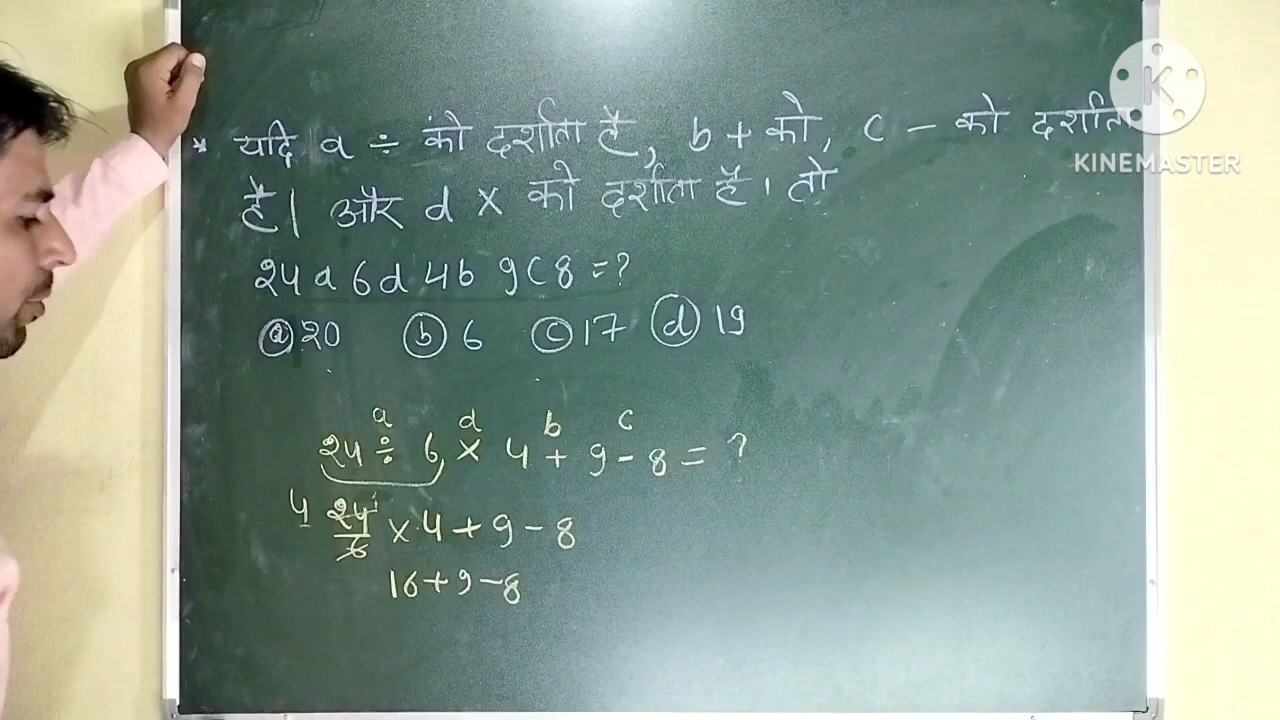 * यदि a ÷ को दर्शाता है, b + को, c - को दर्शाता
है। और d × को दर्शाता है। तो
24 a 6 d 4 b 9 c 8 = ?
(a) 20 (b) 6 (c) 17 (d) 19
a d b c
24 ÷ 6 × 4 + 9 - 8 = ?
4 24/6 × 4 + 9 - 8
16 + 9 - 8
K
KINEMASTER